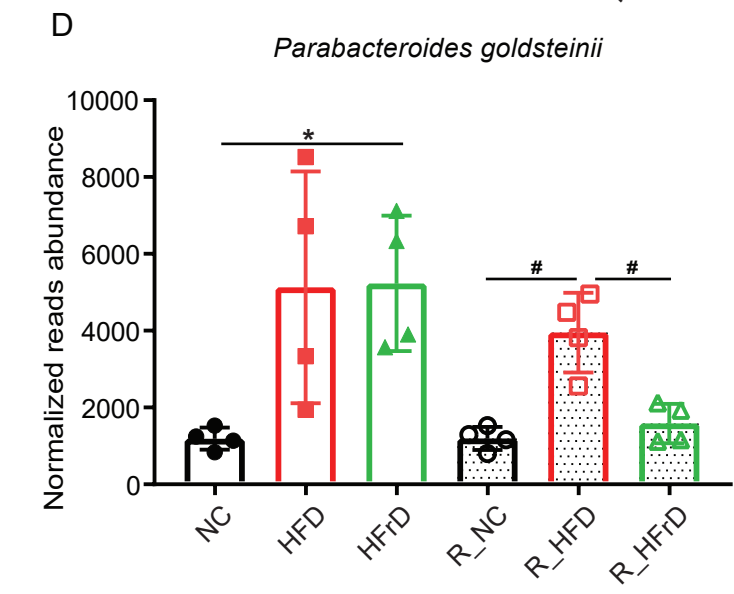 D
Parabacteroides goldsteinii
Normalized reads abundance
10000
8000
6000
4000
2000
0
*
#
#
NC
HFD
HFrD
R_NC
R_HFD
R_HFrD